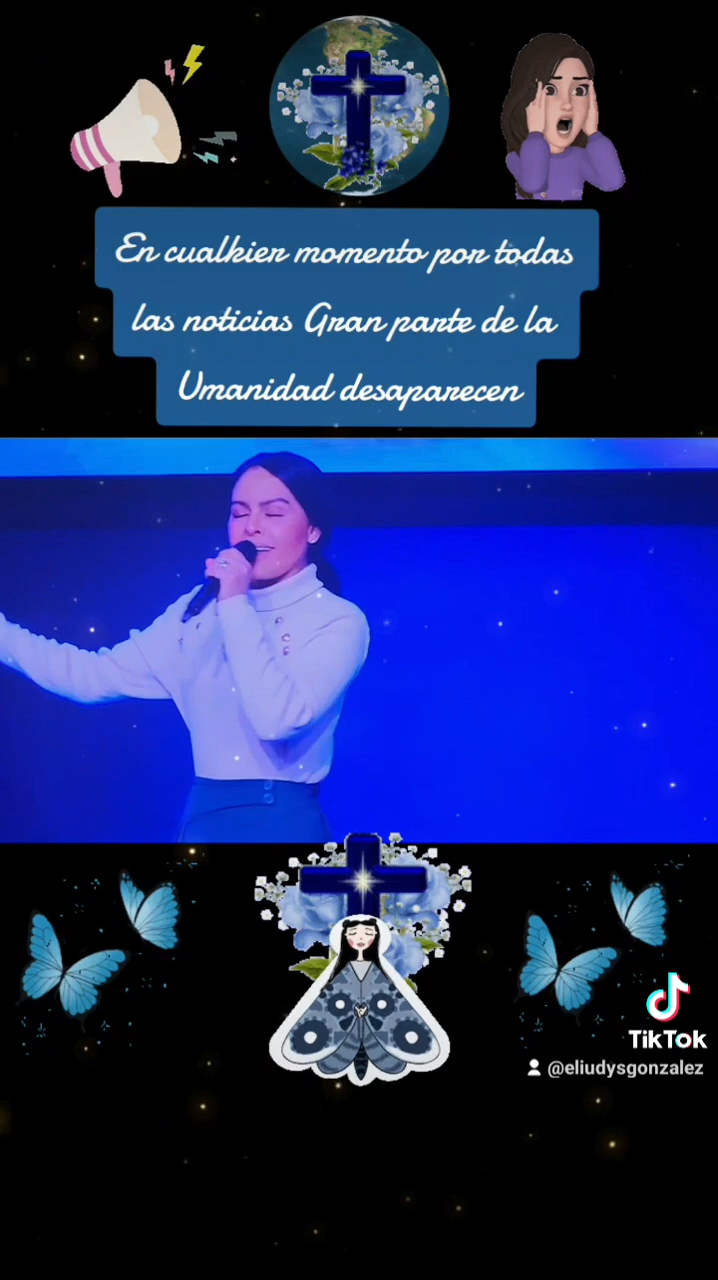 En cualkier momento por todas
las noticias Gran parte de la
Umanidad desaparecen
TikTok
@eliudysgonzalez